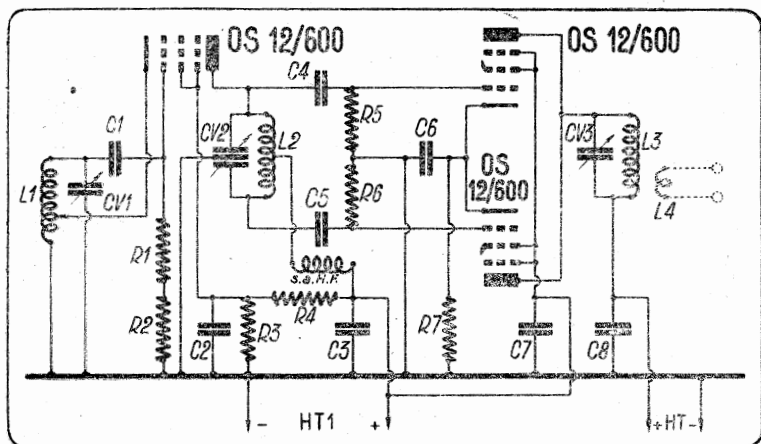 OS 12/600
OS 12/600
C4
C1
CV2
L2
R5
C6
CV3
L3
L1
CV1
R6
OS
12/600
C5
L4
R1
s.a.H.F.
R4
R2
C2
R3
C3
R7
C7
C8
- HT1 +
+HT-